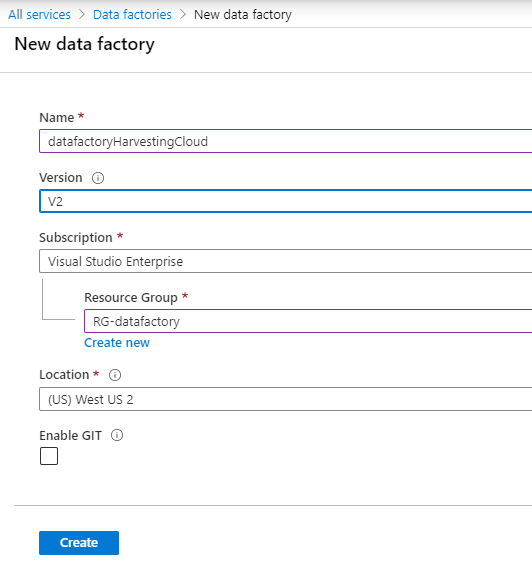 All services > Data factories > New data factory
New data factory
Name *
datafactoryHarvestingCloud
Version
V2
Subscription *
Visual Studio Enterprise
Resource Group *
RG-datafactory
Create new
Location *
(US) West US 2
Enable GIT
Create